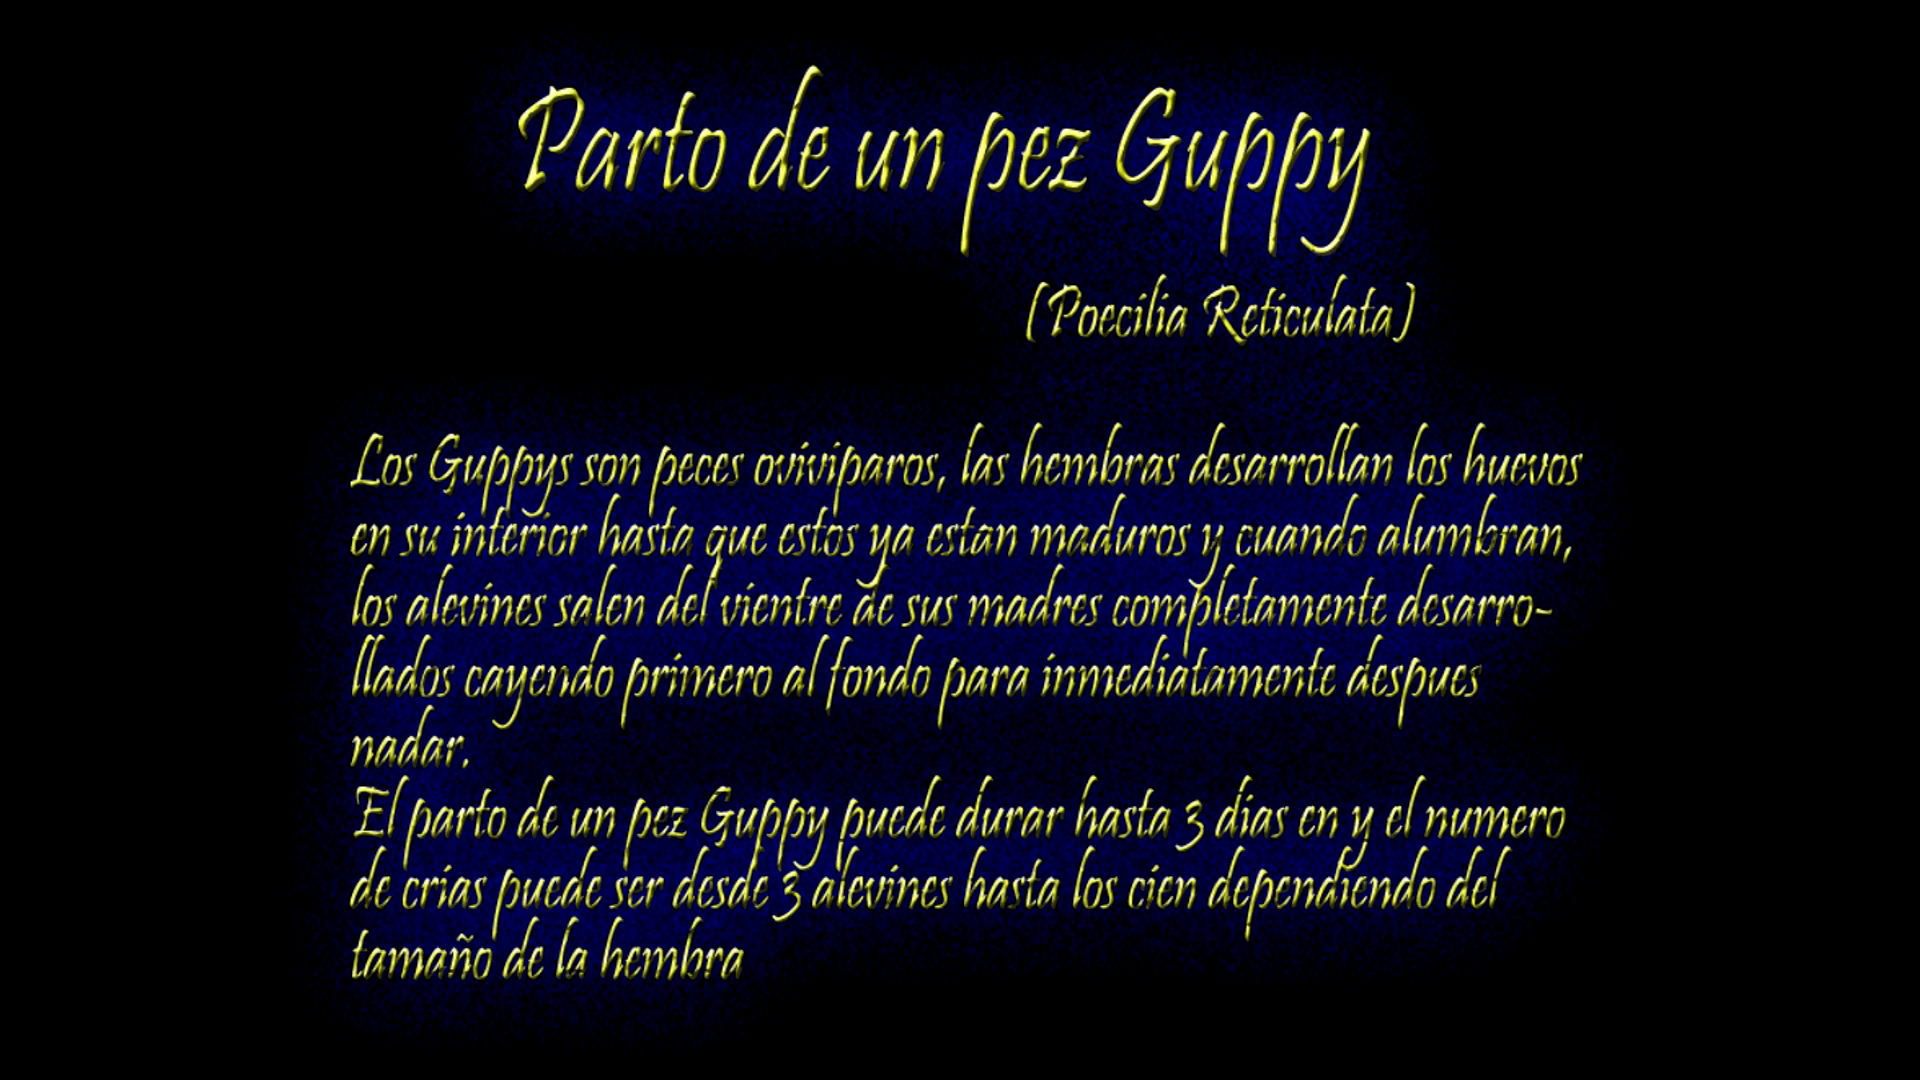 Parto de un pez Guppy
(Poecilia Reticulata)
Los Guppys son peces oviviparos, las hembras desarrollan los huevos
en su interior hasta que estos ya estan maduros y cuando alumbran,
los alevines salen del vientre de sus madres completamente desarro-
llados cayendo primero al fondo para inmediatamente despues
nadar.
El parto de un pez Guppy puede durar hasta 3 dias en y el numero
de crias puede ser desde 3 alevines hasta los cien dependiendo del
tamaño de la hembra